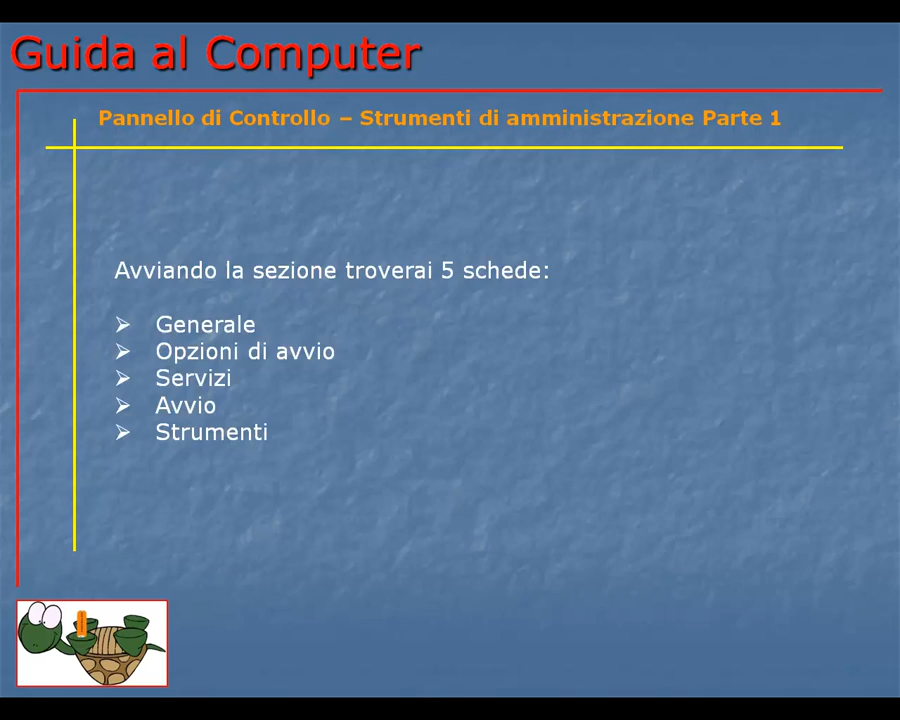 Guida al Computer
Pannello di Controllo – Strumenti di amministrazione Parte 1
Avviando la sezione troverai 5 schede:
Generale
Opzioni di avvio
Servizi
Avvio
Strumenti